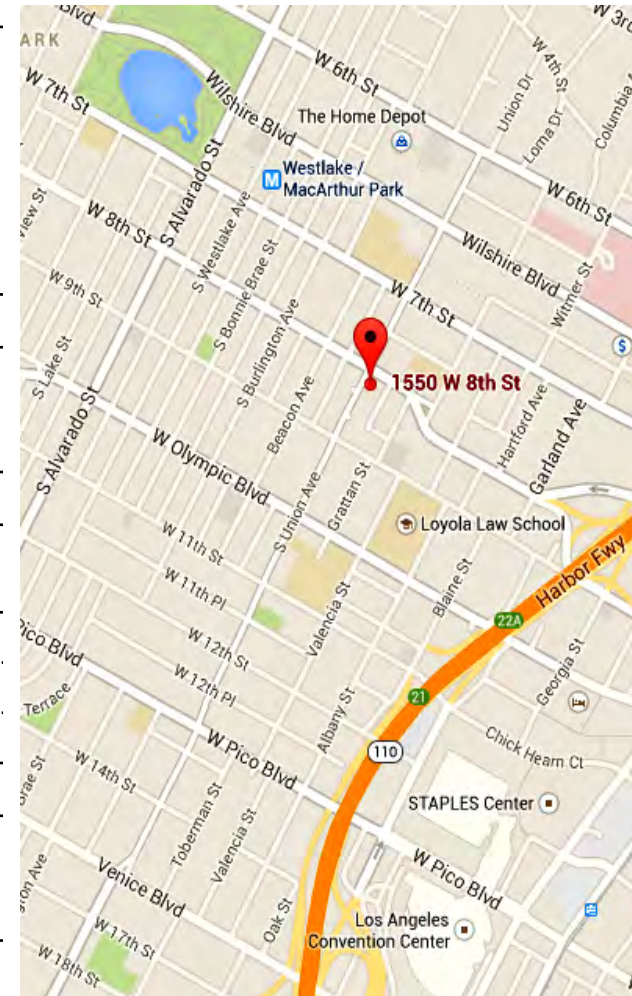 Blvd
W 3rd
ARK
W 6th St
W 4th St
Union Dr
Loma Dr
Columbia
W 7th St
Wilshire Blvd
The Home Depot
M
Westlake /
MacArthur Park
W 6th St
View St
W 8th St
S Alvarado St
S Westlake Ave
Wilshire Blvd
Witmer St
W 9th St
S Bonnie Brae St
W 7th St
$
S Lake St
S Burlington Ave
1550 W 8th St
Beacon Ave
Hartford Ave
Garland Ave
S Alvarado St
W Olympic Blvd
S Union Ave
Grattan St
Loyola Law School
W 11th St
Harbor Fwy
W 11th Pl
Blaine St
Valencia St
22A
Pico Blvd
W 12th St
Georgia St
W 12th Pl
21
Terrace
Albany St
110
Chick Hearn Ct
W Pico Blvd
W 14th St
Brae St
STAPLES Center
Toberman St
Valencia St
W Pico Blvd
Venice Blvd
Oak St
Los Angeles
Convention Center
W 17th St
W 18th St